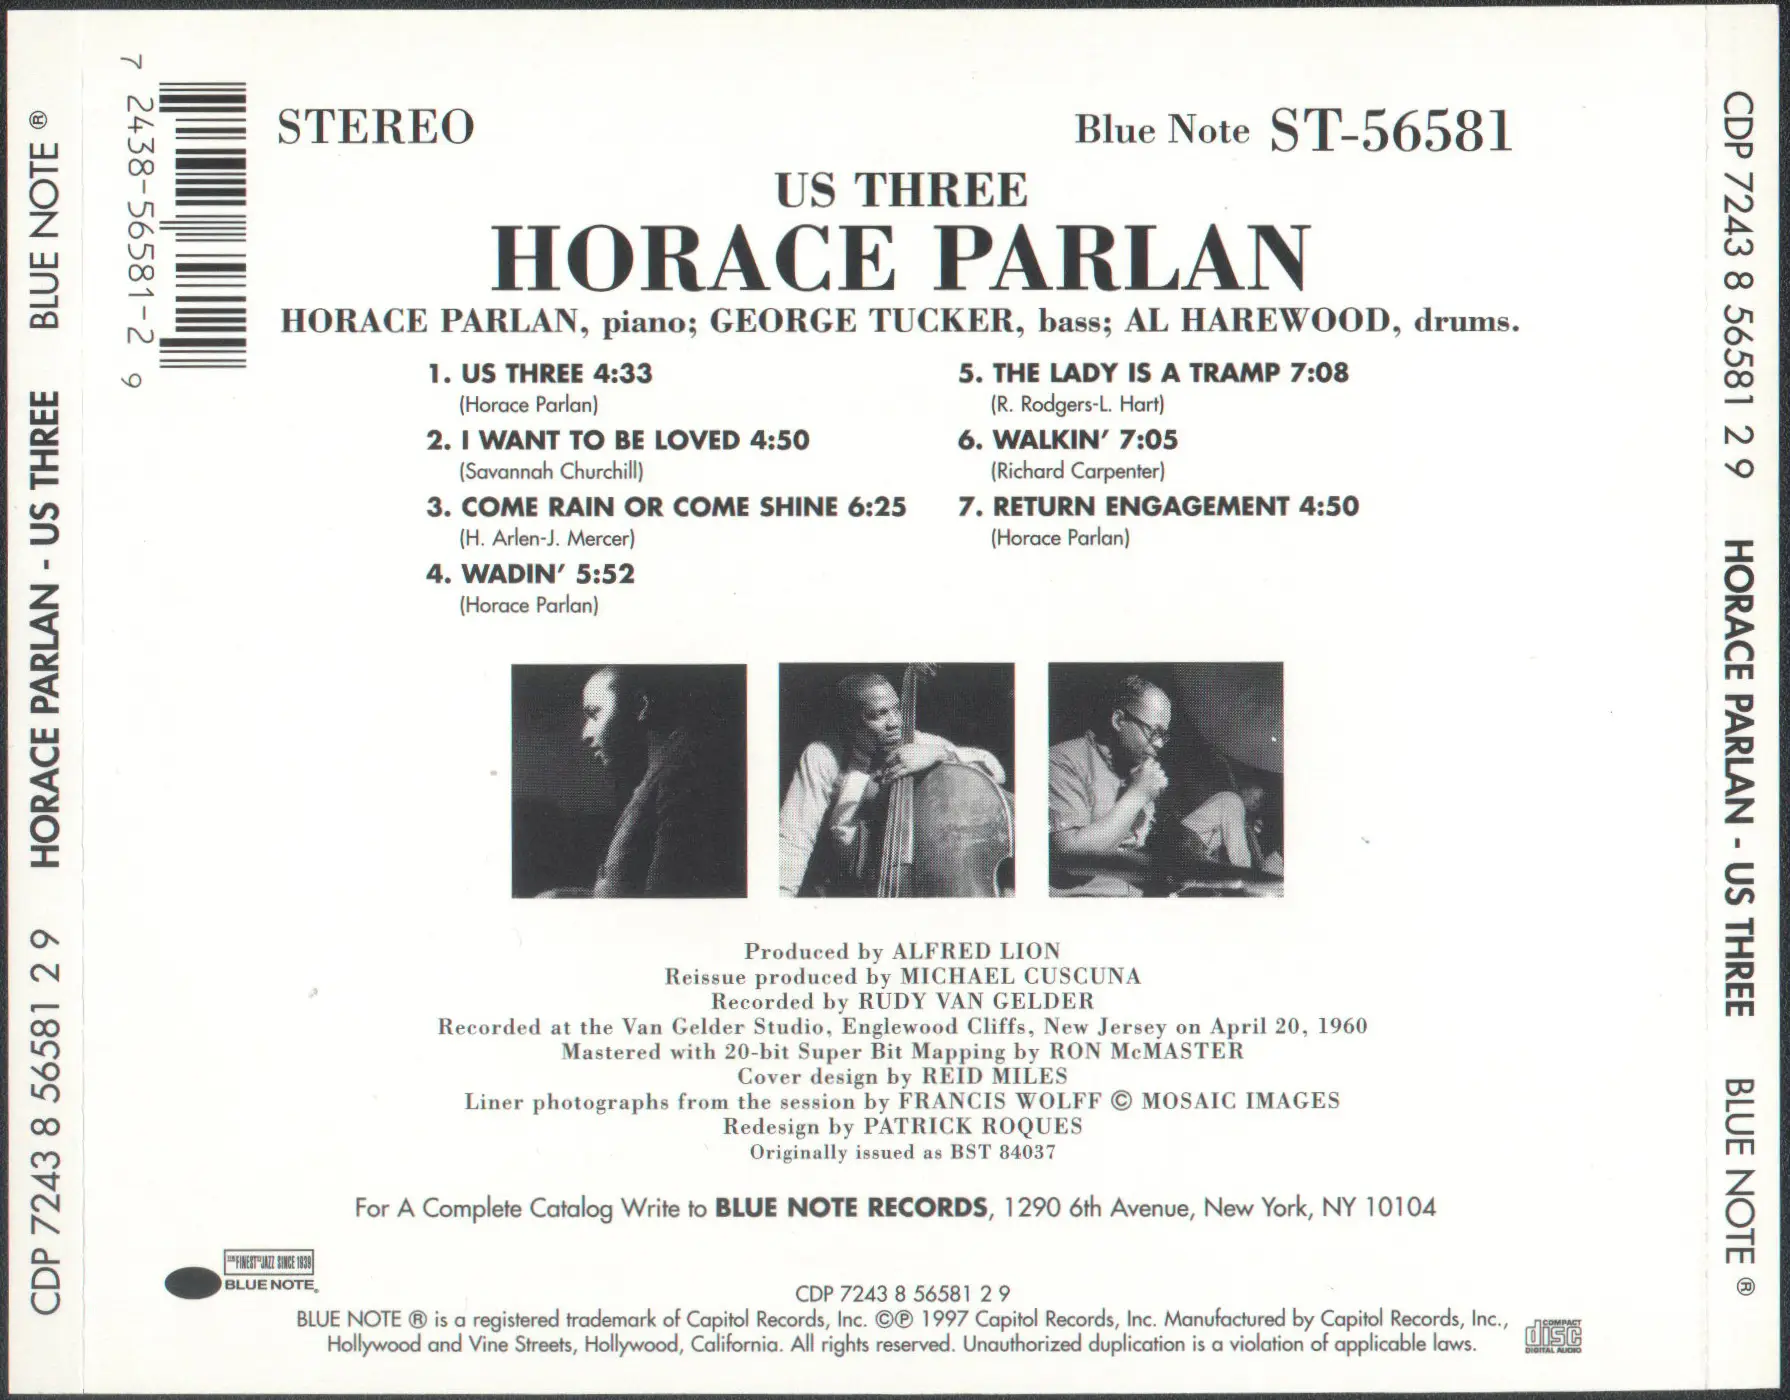 CDP 7243 8 56581 2 9 HORACE PARLAN - US THREE BLUE NOTE ®
7 2438-56581-2 9
STEREO
Blue Note ST-56581
US THREE
HORACE PARLAN
HORACE PARLAN, piano; GEORGE TUCKER, bass; AL HAREWOOD, drums.
1. US THREE 4:33
(Horace Parlan)
2. I WANT TO BE LOVED 4:50
(Savannah Churchill)
3. COME RAIN OR COME SHINE 6:25
(H. Arlen-J. Mercer)
4. WADIN' 5:52
(Horace Parlan)
5. THE LADY IS A TRAMP 7:08
(R. Rodgers-L. Hart)
6. WALKIN' 7:05
(Richard Carpenter)
7. RETURN ENGAGEMENT 4:50
(Horace Parlan)
Produced by ALFRED LION
Reissue produced by MICHAEL CUSCUNA
Recorded by RUDY VAN GELDER
Recorded at the Van Gelder Studio, Englewood Cliffs, New Jersey on April 20, 1960
Mastered with 20-bit Super Bit Mapping by RON McMASTER
Cover design by REID MILES
Liner photographs from the session by FRANCIS WOLFF © MOSAIC IMAGES
Redesign by PATRICK ROQUES
Originally issued as BST 84037
For A Complete Catalog Write to BLUE NOTE RECORDS, 1290 6th Avenue, New York, NY 10104
FINEST JAZZ SINCE 1939
BLUE NOTE®
CDP 7243 8 56581 2 9
BLUE NOTE ® is a registered trademark of Capitol Records, Inc. ©℗ 1997 Capitol Records, Inc. Manufactured by Capitol Records, Inc.,
Hollywood and Vine Streets, Hollywood, California. All rights reserved. Unauthorized duplication is a violation of applicable laws.
COMPACT
disc
DIGITAL AUDIO
CDP 7243 8 56581 2 9 HORACE PARLAN - US THREE BLUE NOTE ®